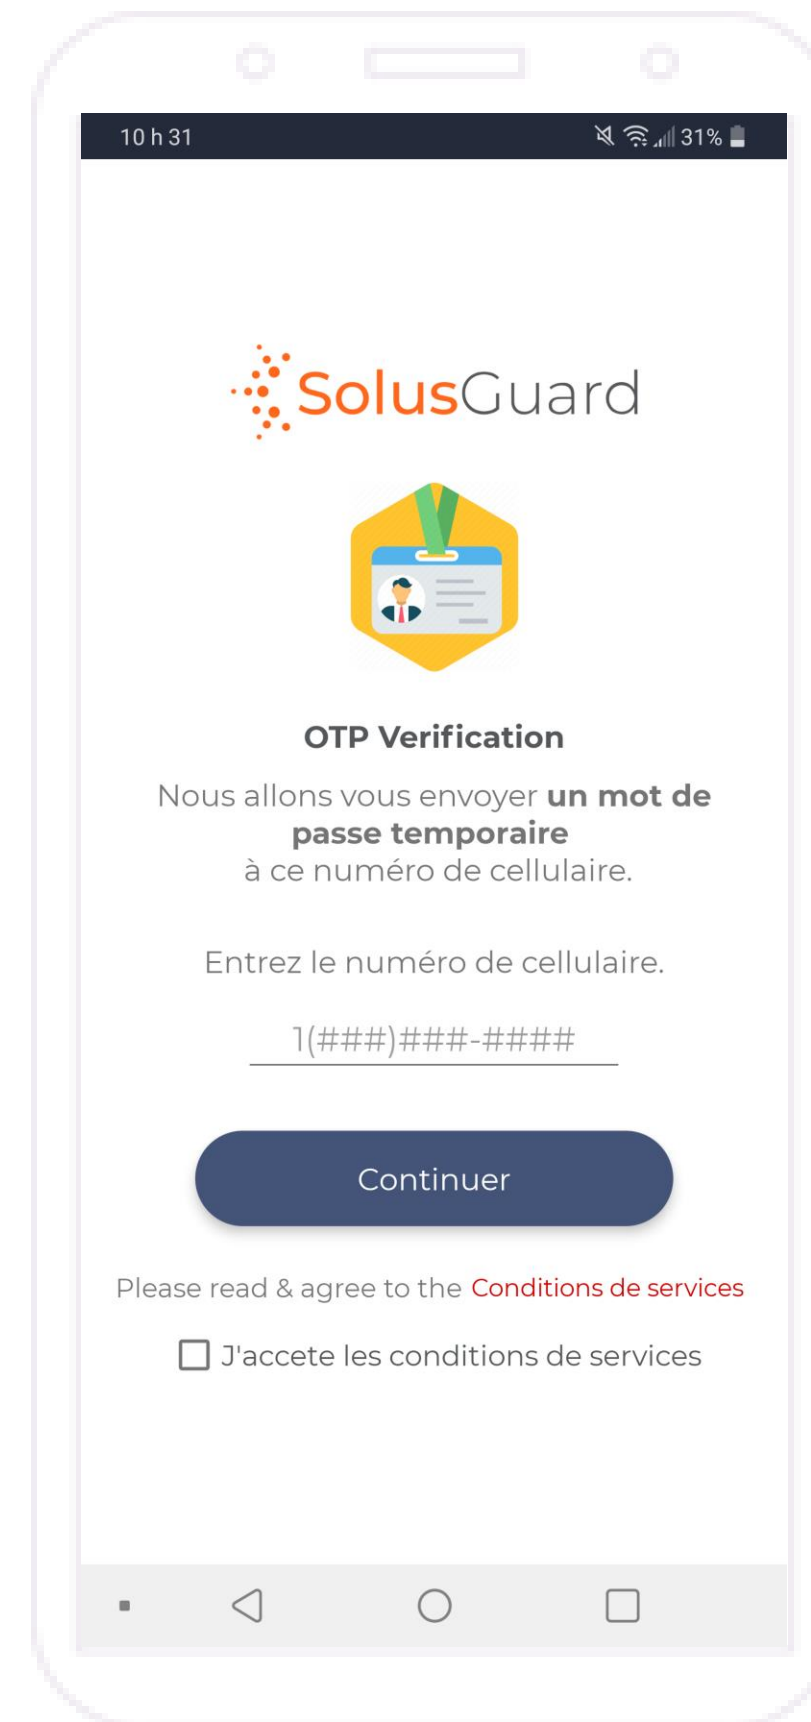 10 h 31 31%
SolusGuard
OTP Verification
Nous allons vous envoyer un mot de
passe temporaire
à ce numéro de cellulaire.
Entrez le numéro de cellulaire.
1(###)###-####
Continuer
Please read & agree to the Conditions de services
J'accete les conditions de services